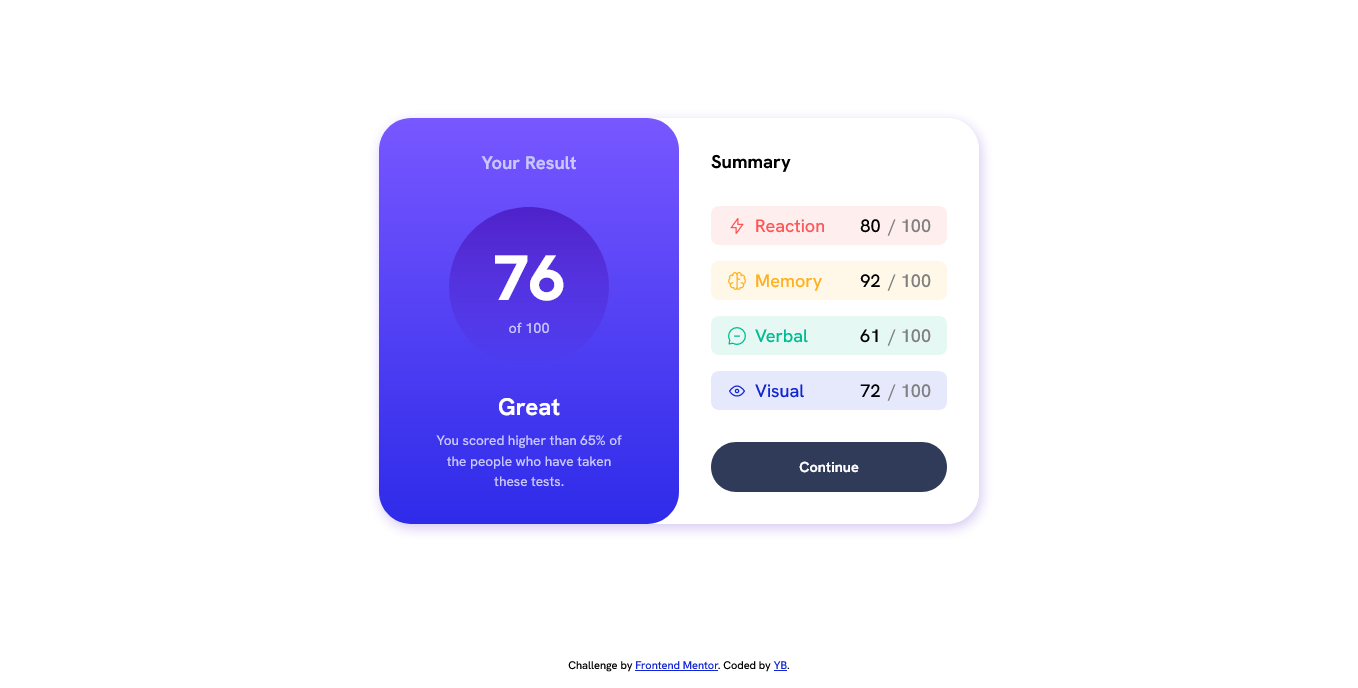 Your Result
76
of 100
Great
You scored higher than 65% of
the people who have taken
these tests.
Summary
Reaction 80 / 100
Memory 92 / 100
Verbal 61 / 100
Visual 72 / 100
Continue
Challenge by Frontend Mentor. Coded by YB.